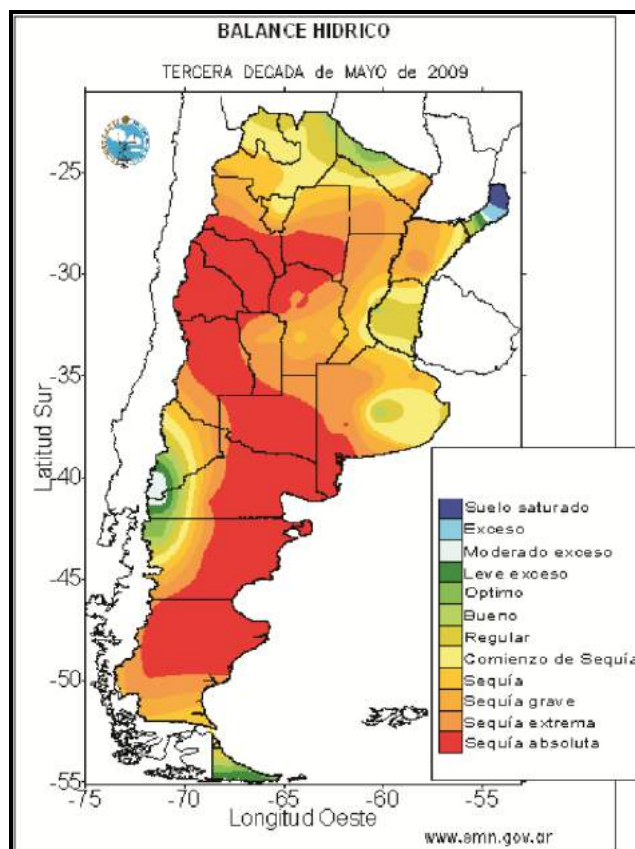 BALANCE HIDRICO
TERCERA DECADA de MAYO de 2009
-25
-30
-35
-40
-45
-50
-55
Latitud Sur
-75
-70
-65
-60
-55
Longitud Oeste
Suelo saturado
Exceso
Moderado exceso
Leve exceso
Optimo
Bueno
Regular
Comienzo de Sequía
Sequía
Sequía grave
Sequía extrema
Sequía absoluta
www.smn.gov.ar